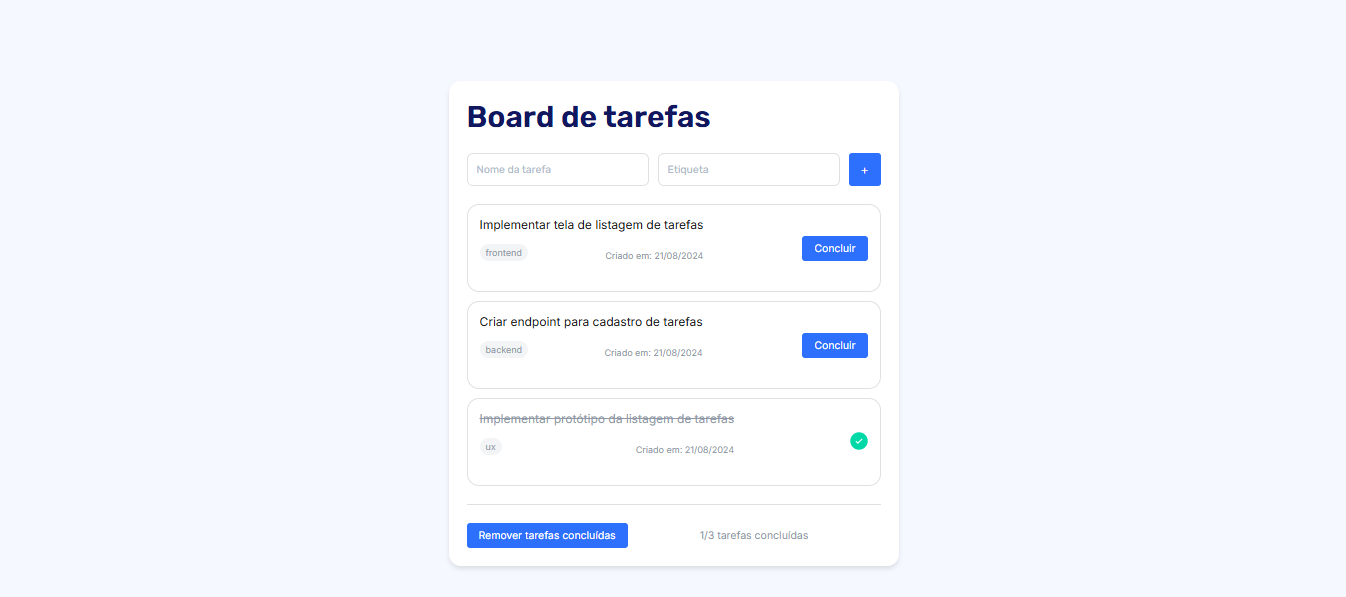 Board de tarefas
Nome da tarefa
Etiqueta
+
Implementar tela de listagem de tarefas
frontend
Criado em: 21/08/2024
Concluir
Criar endpoint para cadastro de tarefas
backend
Criado em: 21/08/2024
Concluir
Implementar protótipo da listagem de tarefas
ux
Criado em: 21/08/2024
Remover tarefas concluídas
1/3 tarefas concluídas